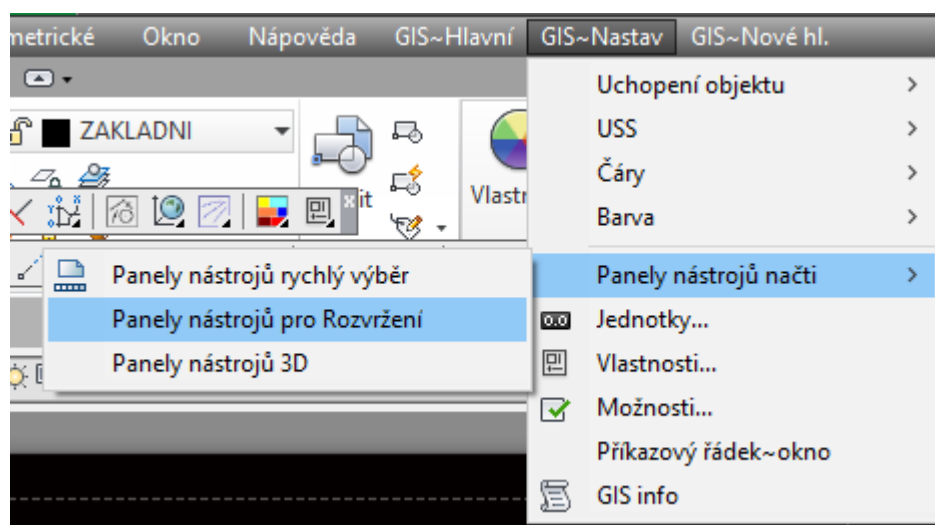 metrické Okno Nápověda GIS~Hlavní GIS~Nastav GIS~Nové hl.
ZAKLADNI
Uchopení objektu
USS
Čáry
Barva
Panely nástrojů načti
Jednotky...
Vlastnosti...
Možnosti...
Příkazový řádek~okno
GIS info
Panely nástrojů rychlý výběr
Panely nástrojů pro Rozvržení
Panely nástrojů 3D